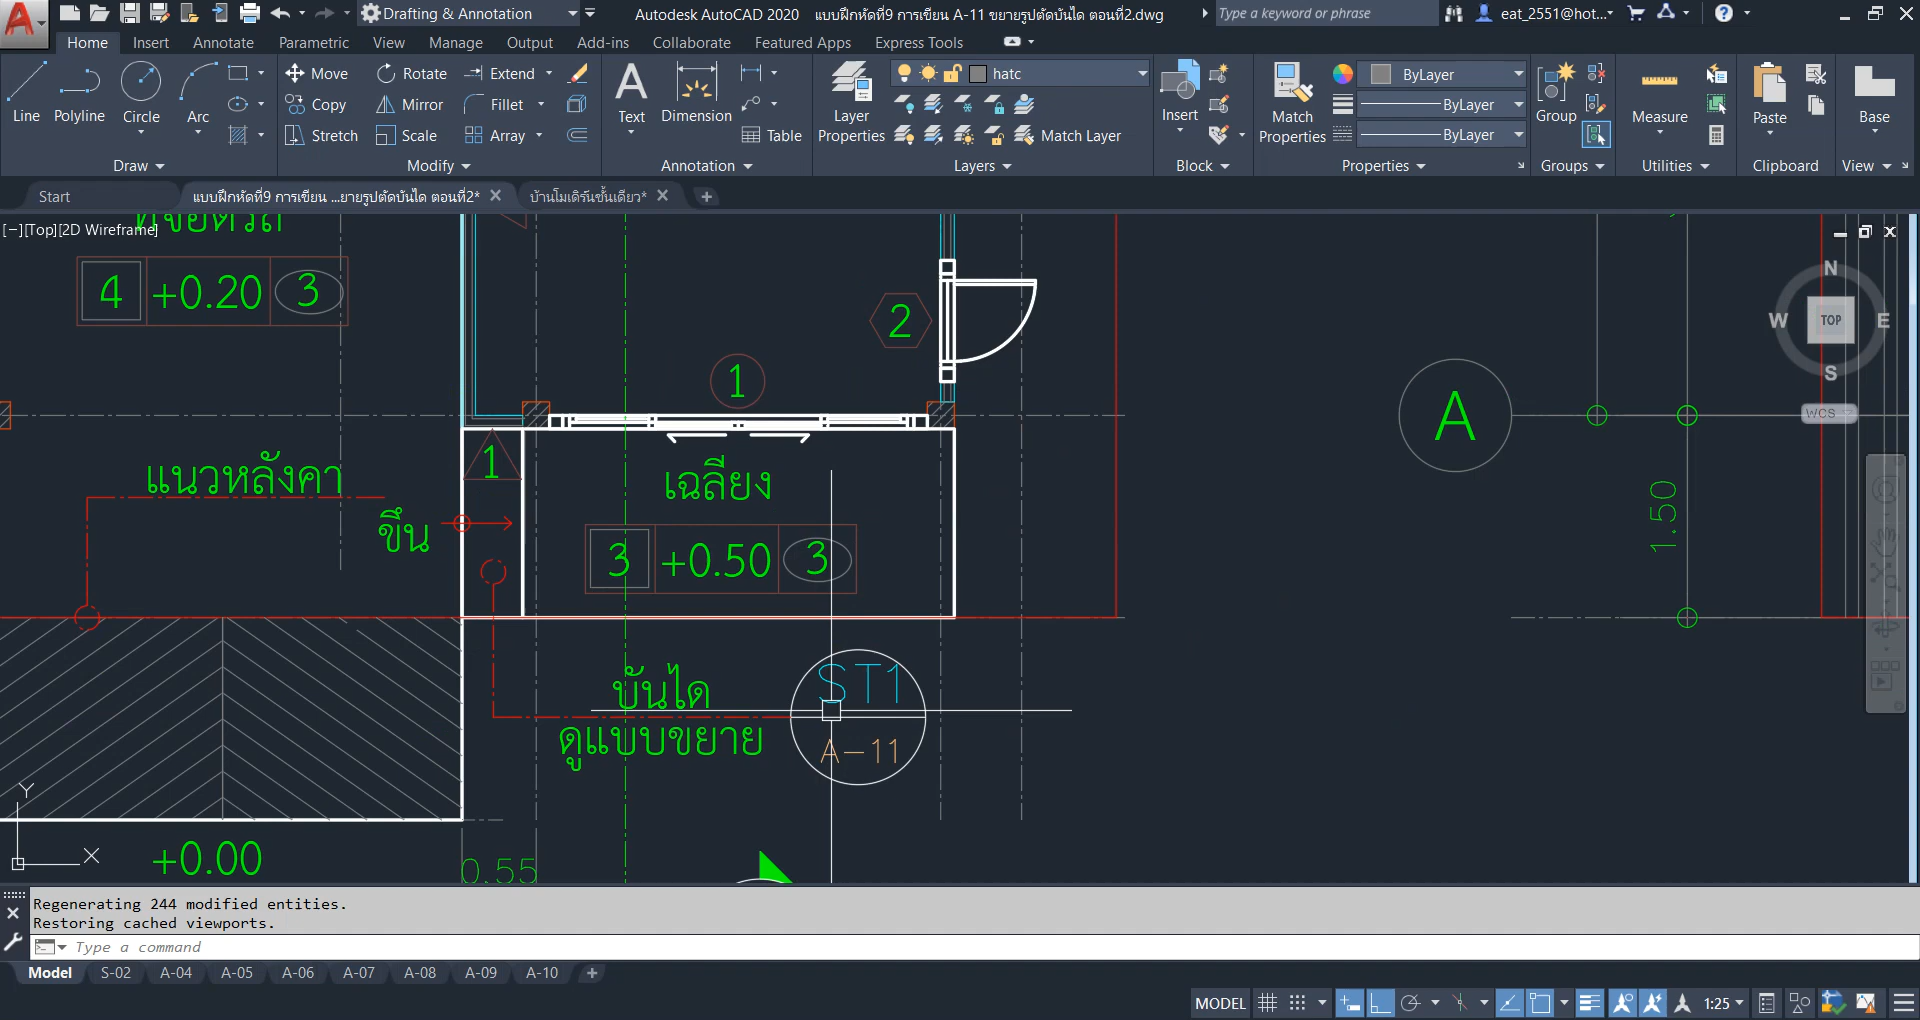 Drafting & Annotation
Autodesk AutoCAD 2020 แบบฝึกหัดที่9 การเขียน A-11 ขยายรูปตัดบันได ตอนที่2.dwg
Type a keyword or phrase
eat_2551@hot...
Home Insert Annotate Parametric View Manage Output Add-ins Collaborate Featured Apps Express Tools
Line Polyline Circle Arc
Move Rotate Extend
Copy Mirror Fillet
Stretch Scale Array
Text Dimension Table
Layer Properties
hatc
Match Layer
Insert
Match Properties
ByLayer
ByLayer
ByLayer
Group Measure Paste Base
Draw Modify Annotation Layers Block Properties Groups Utilities Clipboard View
Start แบบฝึกหัดที่9 การเขียน ...ยายรูปตัดบันได ตอนที่2* บ้านโมเดิร์นชั้นเดียว*
[−][Top][2D Wireframe]
ที่จอดรถ
4 +0.20 3
2
1
N
W TOP E
S
WCS
A
1
แนวหลังคา
เฉลียง
ขึ้น
3 +0.50 3
1.50
บันได
ดูแบบขยาย
ST1
A-11
Y
X
+0.00
0.55
Regenerating 244 modified entities.
Restoring cached viewports.
Type a command
Model S-02 A-04 A-05 A-06 A-07 A-08 A-09 A-10
MODEL 1:25